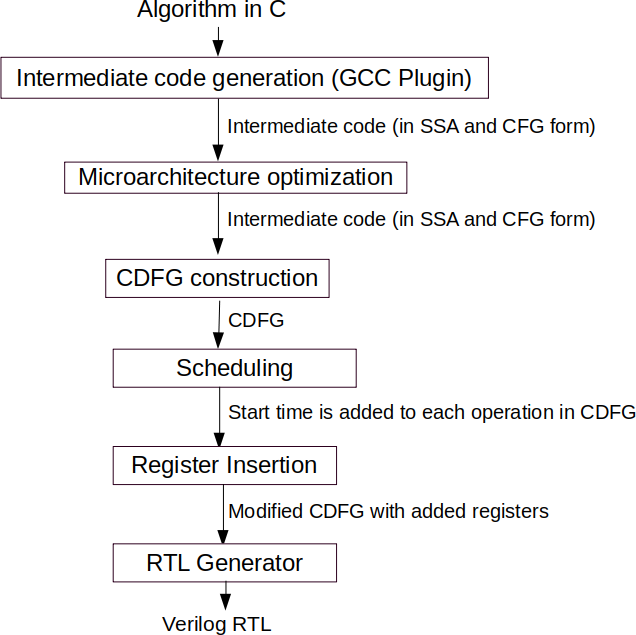 Algorithm in C
Intermediate code generation (GCC Plugin)
Intermediate code (in SSA and CFG form)
Microarchitecture optimization
Intermediate code (in SSA and CFG form)
CDFG construction
CDFG
Scheduling
Start time is added to each operation in CDFG
Register Insertion
Modified CDFG with added registers
RTL Generator
Verilog RTL